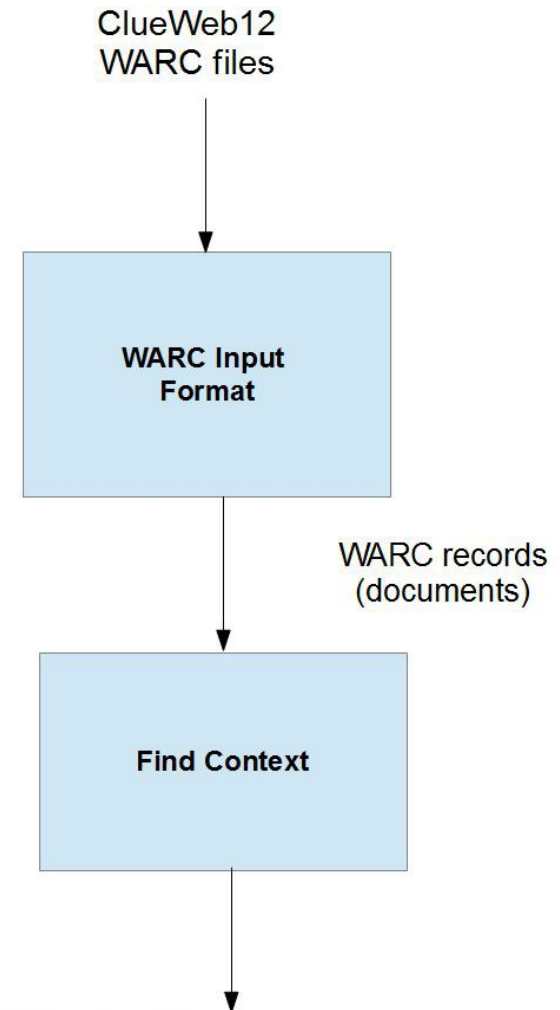 ClueWeb12
WARC files
WARC Input
Format
WARC records
(documents)
Find Context